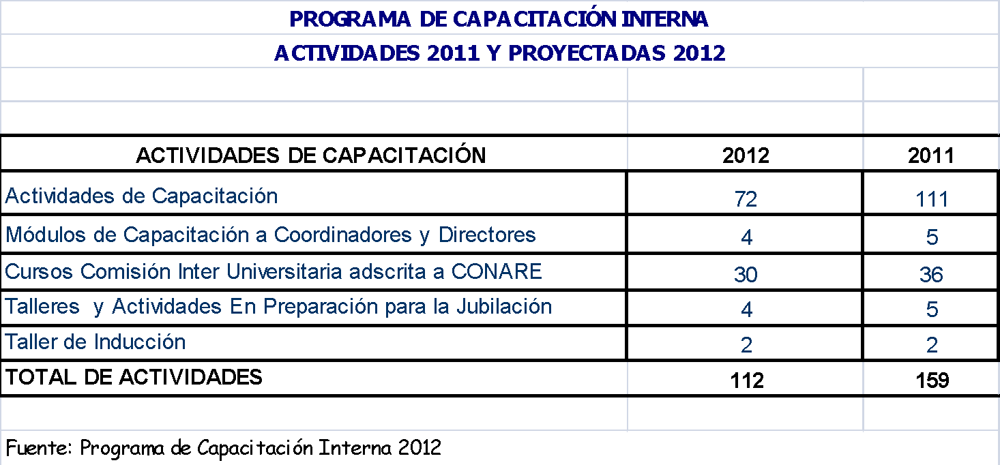 PROGRAMA DE CAPACITACIÓN INTERNA
ACTIVIDADES 2011 Y PROYECTADAS 2012
ACTIVIDADES DE CAPACITACIÓN 2012 2011
Actividades de Capacitación 72 111
Módulos de Capacitación a Coordinadores y Directores 4 5
Cursos Comisión Inter Universitaria adscrita a CONARE 30 36
Talleres y Actividades En Preparación para la Jubilación 4 5
Taller de Inducción 2 2
TOTAL DE ACTIVIDADES 112 159
Fuente: Programa de Capacitación Interna 2012